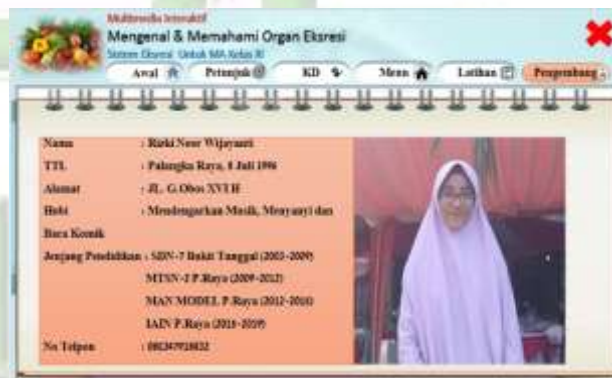 Multimedia Interaktif
Mengenal & Memahami Organ Eksresi
Sistem Eksresi Untuk MA Kelas XI
Awal Petunjuk KD Menu Latihan Pengembang
Nama : Rizki Noor Wijayanti
TTL : Palangka Raya, 8 Juli 1996
Alamat : JL. G.Obos XVI H
Hobi : Mendengarkan Musik, Menyanyi dan
Baca Komik
Jenjang Pendidikan : SDN-7 Bukit Tunggal (2003-2009)
MTSN-2 P.Raya (2009-2012)
MAN MODEL P.Raya (2012-2015)
IAIN P.Raya (2015-2019)
No Telpon :